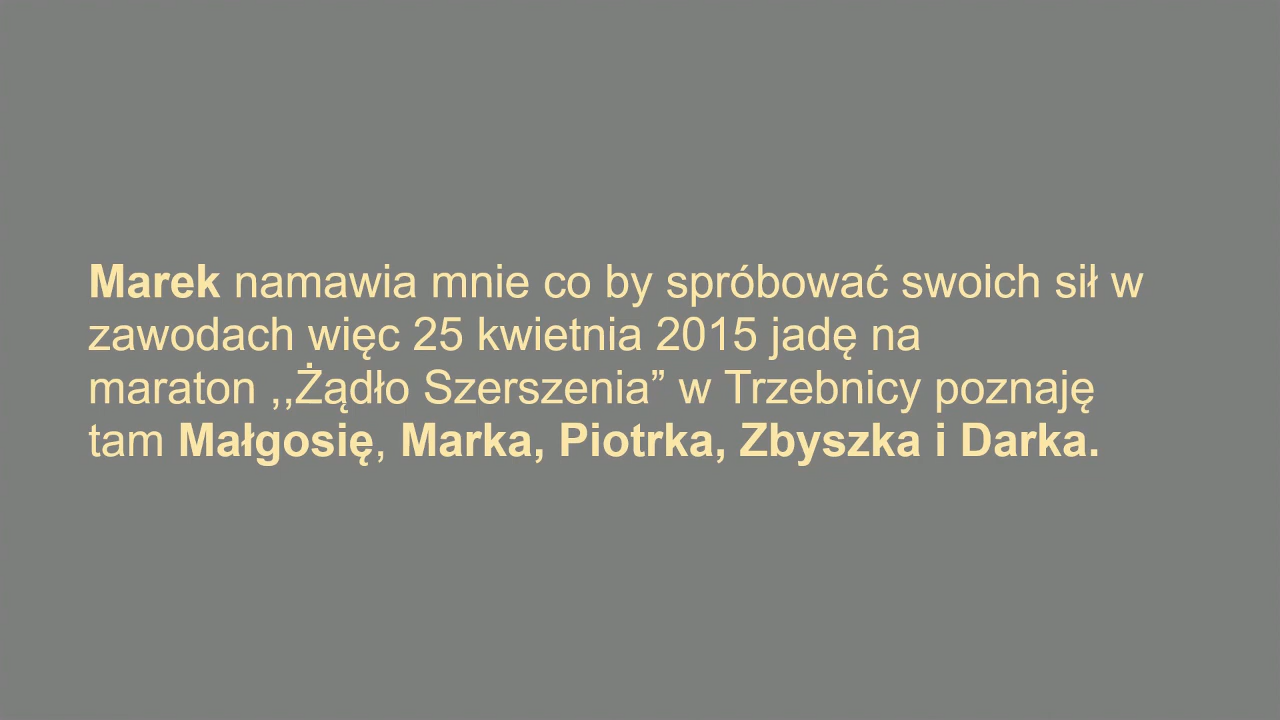 Marek namawia mnie co by spróbować swoich sił w
zawodach więc 25 kwietnia 2015 jadę na
maraton ,,Żądło Szerszenia” w Trzebnicy poznaję
tam Małgosię, Marka, Piotrka, Zbyszka i Darka.